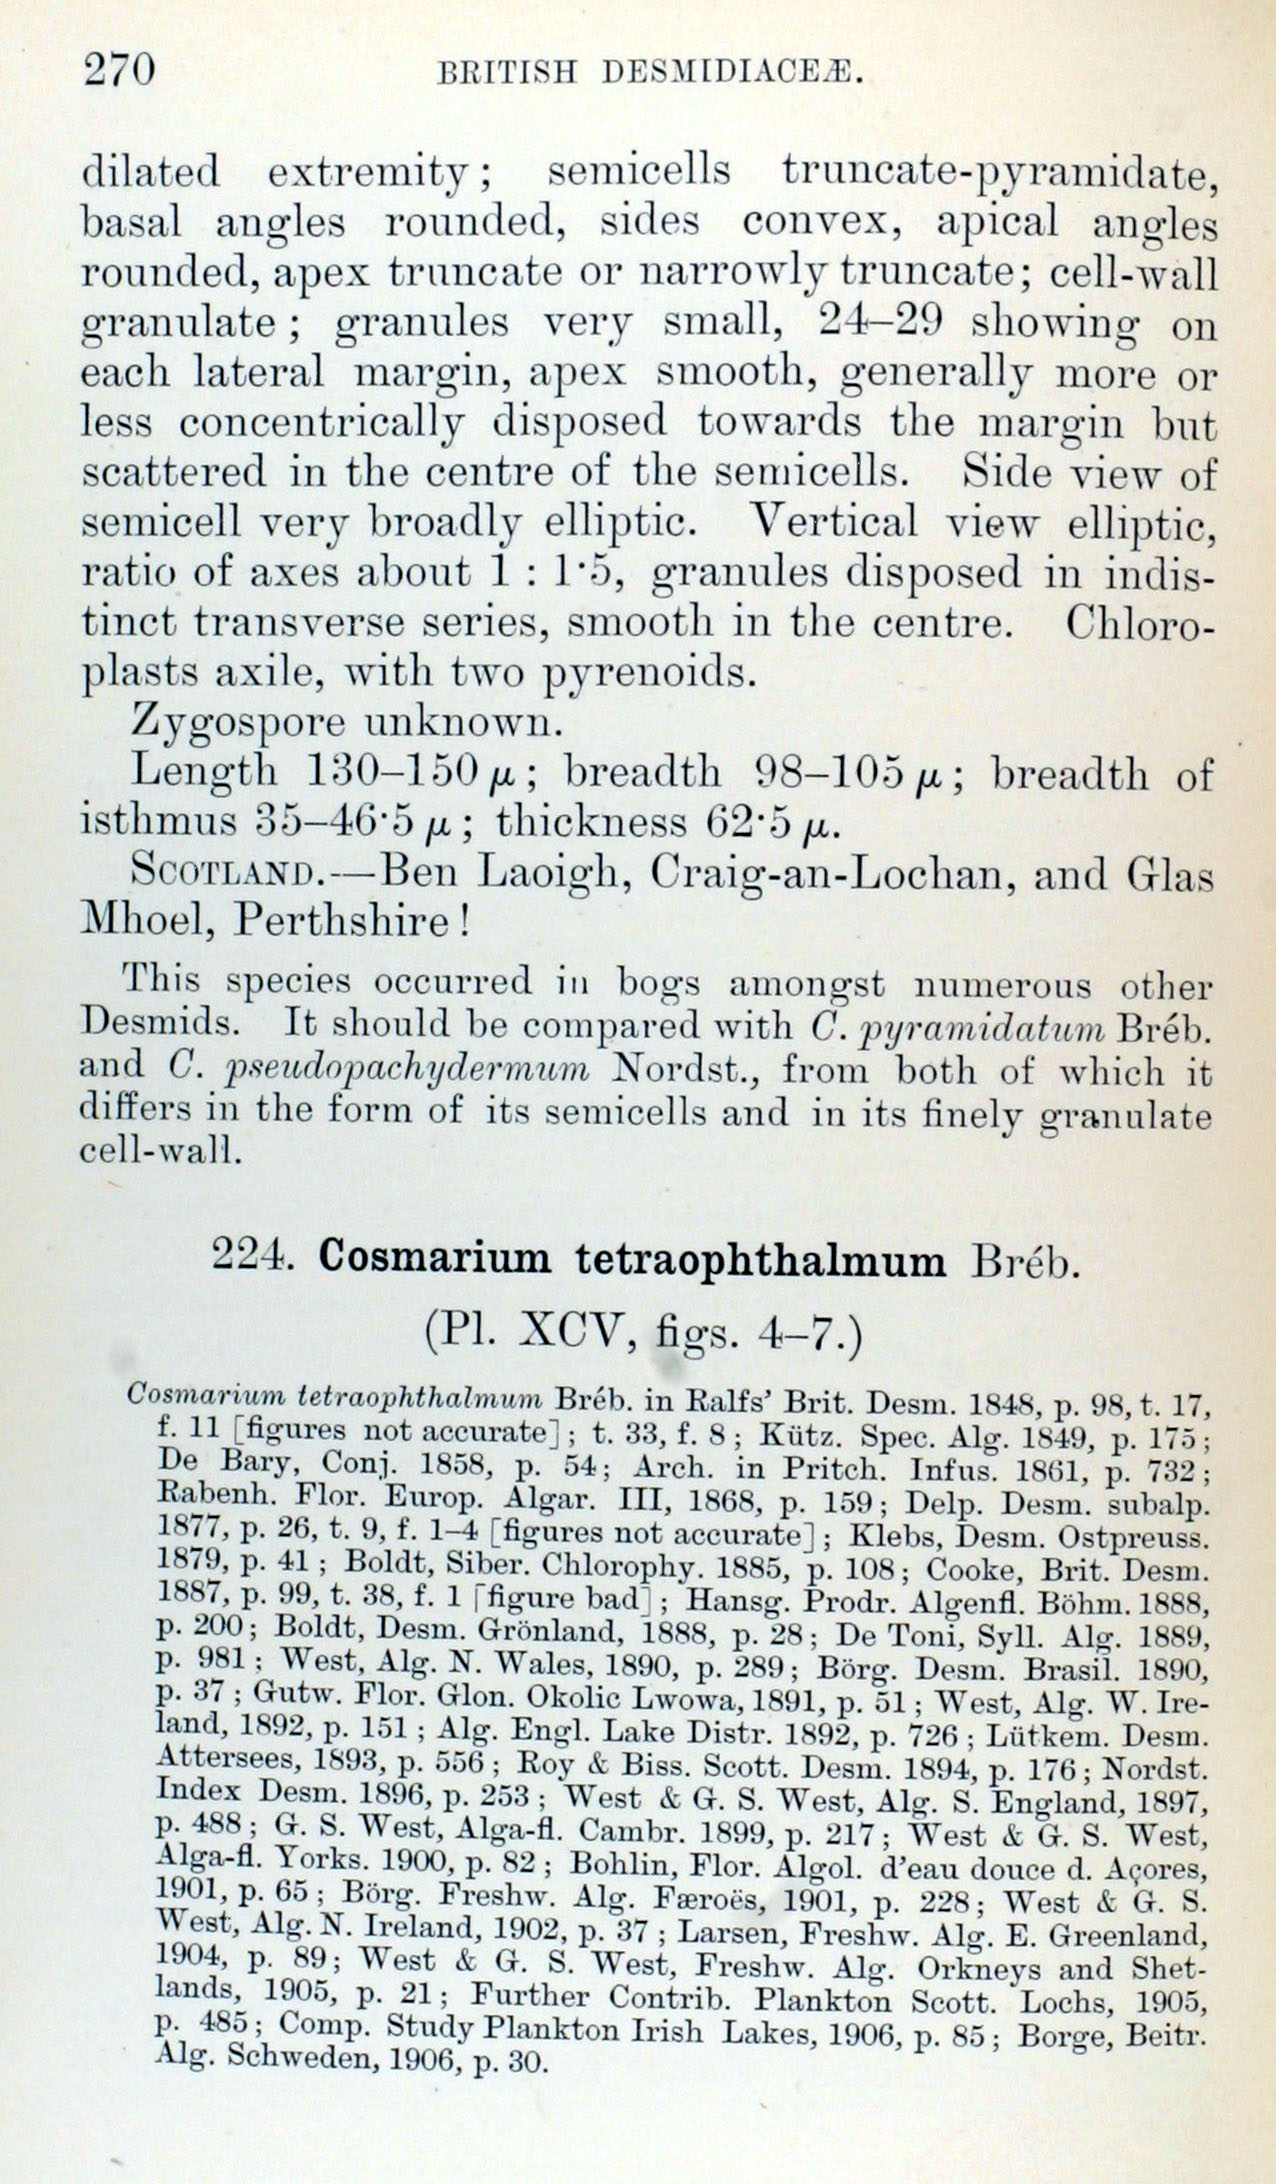 270 BRITISH DESMIDIACEÆ.
dilated extremity; semicells truncate-pyramidate,
basal angles rounded, sides convex, apical angles
rounded, apex truncate or narrowly truncate; cell-wall
granulate; granules very small, 24–29 showing on
each lateral margin, apex smooth, generally more or
less concentrically disposed towards the margin but
scattered in the centre of the semicells. Side view of
semicell very broadly elliptic. Vertical view elliptic,
ratio of axes about 1 : 1·5, granules disposed in indis-
tinct transverse series, smooth in the centre. Chloro-
plasts axile, with two pyrenoids.
Zygospore unknown.
Length 130–150 μ; breadth 98–105 μ; breadth of
isthmus 35–46·5 μ; thickness 62·5 μ.
SCOTLAND.—Ben Laoigh, Craig-an-Lochan, and Glas
Mhoel, Perthshire!
This species occurred in bogs amongst numerous other
Desmids. It should be compared with C. pyramidatum Bréb.
and C. pseudopachydermum Nordst., from both of which it
differs in the form of its semicells and in its finely granulate
cell-wall.
224. Cosmarium tetraophthalmum Bréb.
(Pl. XCV, figs. 4–7.)
Cosmarium tetraophthalmum Bréb. in Ralfs' Brit. Desm. 1848, p. 98, t. 17,
f. 11 [figures not accurate]; t. 33, f. 8; Kütz. Spec. Alg. 1849, p. 175;
De Bary, Conj. 1858, p. 54; Arch. in Pritch. Infus. 1861, p. 732;
Rabenh. Flor. Europ. Algar. III, 1868, p. 159; Delp. Desm. subalp.
1877, p. 26, t. 9, f. 1–4 [figures not accurate]; Klebs, Desm. Ostpreuss.
1879, p. 41; Boldt, Siber. Chlorophy. 1885, p. 108; Cooke, Brit. Desm.
1887, p. 99, t. 38, f. 1 [figure bad]; Hansg. Prodr. Algenfl. Böhm. 1888,
p. 200; Boldt, Desm. Grönland, 1888, p. 28; De Toni, Syll. Alg. 1889,
p. 981; West, Alg. N. Wales, 1890, p. 289; Börg. Desm. Brasil. 1890,
p. 37; Gutw. Flor. Glon. Okolic Lwowa, 1891, p. 51; West, Alg. W. Ire-
land, 1892, p. 151; Alg. Engl. Lake Distr. 1892, p. 726; Lütkem. Desm.
Attersees, 1893, p. 556; Roy & Biss. Scott. Desm. 1894, p. 176; Nordst.
Index Desm. 1896, p. 253; West & G. S. West, Alg. S. England, 1897,
p. 488; G. S. West, Alga-fl. Cambr. 1899, p. 217; West & G. S. West,
Alga-fl. Yorks. 1900, p. 82; Bohlin, Flor. Algol. d'eau douce d. Açores,
1901, p. 65; Börg. Freshw. Alg. Færoës, 1901, p. 228; West & G. S.
West, Alg. N. Ireland, 1902, p. 37; Larsen, Freshw. Alg. E. Greenland,
1904, p. 89; West & G. S. West, Freshw. Alg. Orkneys and Shet-
lands, 1905, p. 21; Further Contrib. Plankton Scott. Lochs, 1905,
p. 485; Comp. Study Plankton Irish Lakes, 1906, p. 85; Borge, Beitr.
Alg. Schweden, 1906, p. 30.